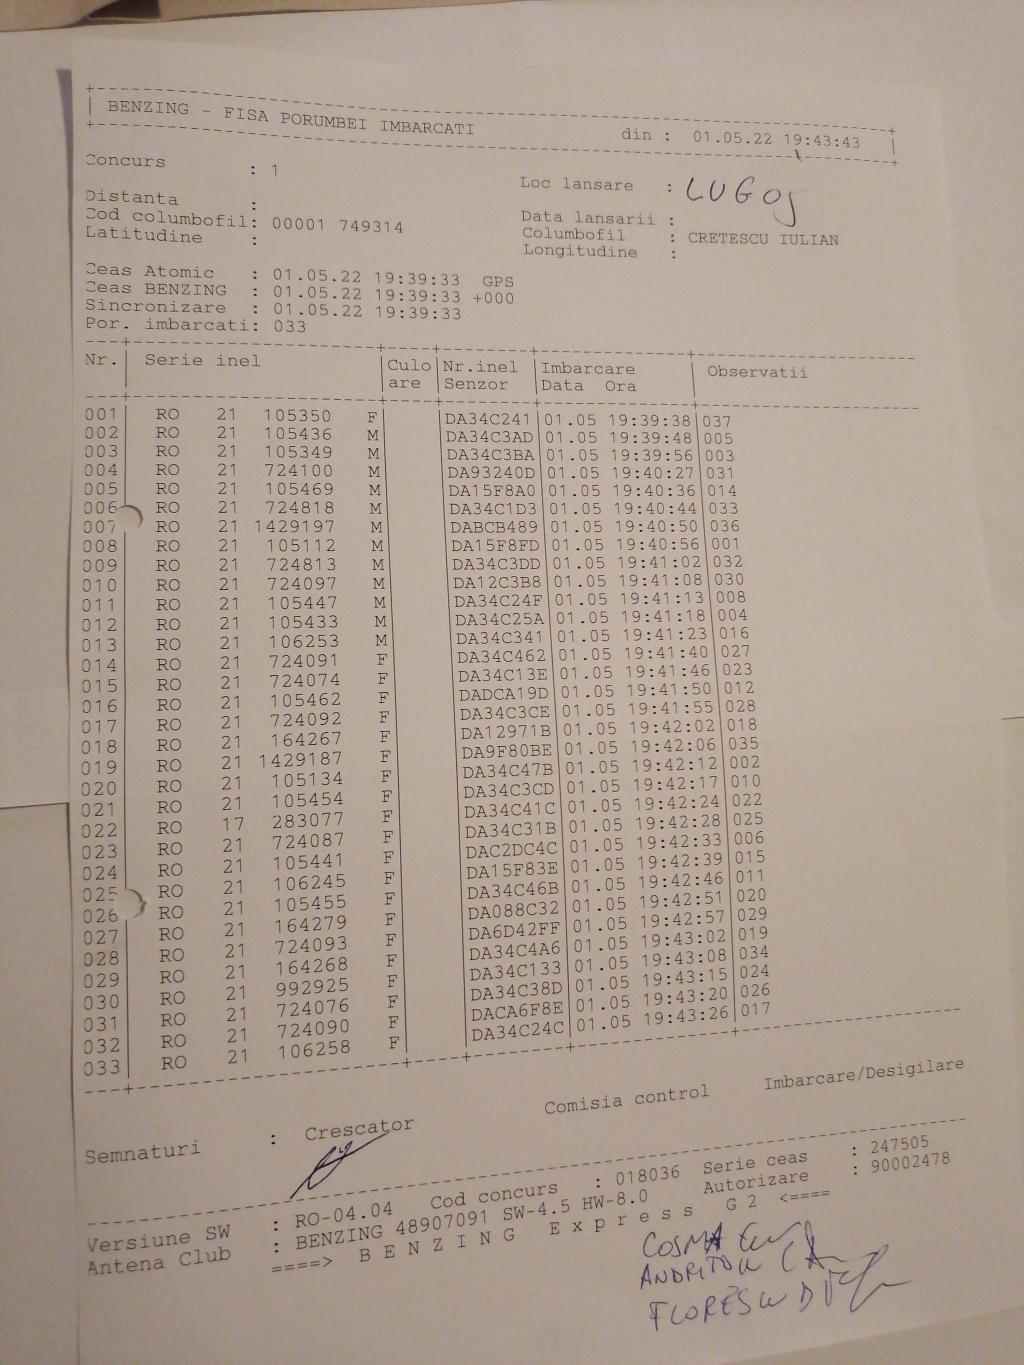 BENZING - FISA PORUMBEI IMBARCATI din : 01.05.22 19:43:43
Concurs : 1 Loc lansare : LUGOJ
Distanta : Data lansarii :
Cod columbofil: 00001 749314 Columbofil : CRETESCU IULIAN
Latitudine : Longitudine :
Ceas Atomic : 01.05.22 19:39:33 GPS
Ceas BENZING : 01.05.22 19:39:33 +000
Sincronizare : 01.05.22 19:39:33
Por. imbarcati: 033
Nr. Serie inel Culo Nr.inel Imbarcare Observatii
are Senzor Data Ora
001 RO 21 105350 F DA34C241 01.05 19:39:38 037
002 RO 21 105436 M DA34C3AD 01.05 19:39:48 005
003 RO 21 105349 M DA34C3BA 01.05 19:39:56 003
004 RO 21 724100 M DA93240D 01.05 19:40:27 031
005 RO 21 105469 M DA15F8A0 01.05 19:40:36 014
006 RO 21 724818 M DA34C1D3 01.05 19:40:44 033
007 RO 21 1429197 M DABCB489 01.05 19:40:50 036
008 RO 21 105112 M DA15F8FD 01.05 19:40:56 001
009 RO 21 724813 M DA34C3DD 01.05 19:41:02 032
010 RO 21 724097 M DA12C3B8 01.05 19:41:08 030
011 RO 21 105447 M DA34C24F 01.05 19:41:13 008
012 RO 21 105433 M DA34C25A 01.05 19:41:18 004
013 RO 21 106253 M DA34C341 01.05 19:41:23 016
014 RO 21 724091 F DA34C462 01.05 19:41:40 027
015 RO 21 724074 F DA34C13E 01.05 19:41:46 023
016 RO 21 105462 F DADCA19D 01.05 19:41:50 012
017 RO 21 724092 F DA34C3CE 01.05 19:41:55 028
018 RO 21 164267 F DA12971B 01.05 19:42:02 018
019 RO 21 1429187 F DA9F80BE 01.05 19:42:06 035
020 RO 21 105134 F DA34C47B 01.05 19:42:12 002
021 RO 21 105454 F DA34C3CD 01.05 19:42:17 010
022 RO 17 283077 F DA34C41C 01.05 19:42:24 022
023 RO 21 724087 F DA34C31B 01.05 19:42:28 025
024 RO 21 105441 F DAC2DC4C 01.05 19:42:33 006
025 RO 21 106245 F DA15F83E 01.05 19:42:39 015
026 RO 21 105455 F DA34C46B 01.05 19:42:46 011
027 RO 21 164279 F DA088C32 01.05 19:42:51 020
028 RO 21 724093 F DA6D42FF 01.05 19:42:57 029
029 RO 21 164268 F DA34C4A6 01.05 19:43:02 019
030 RO 21 992925 F DA34C133 01.05 19:43:08 034
031 RO 21 724076 F DA34C38D 01.05 19:43:15 024
032 RO 21 724090 F DACA6F8E 01.05 19:43:20 026
033 RO 21 106258 F DA34C24C 01.05 19:43:26 017
Semnaturi : Crescator Comisia control Imbarcare/Desigilare
Versiune SW : RO-04.04 Cod concurs : 018036 Serie ceas : 247505
Antena Club : BENZING 48907091 SW-4.5 HW-8.0 Autorizare : 90002478
====> B E N Z I N G E x p r e s s G 2 <====
COSMA
FLORESCU D